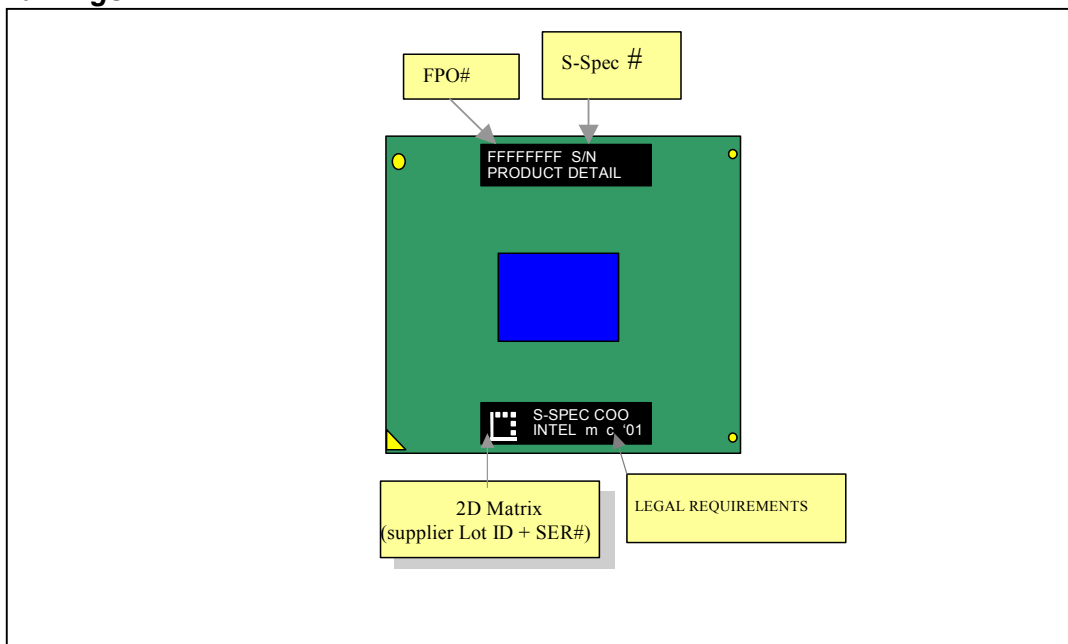 FPO#
S-Spec #
FFFFFFFF S/N
PRODUCT DETAIL
S-SPEC COO
INTEL m c '01
2D Matrix
(supplier Lot ID + SER#)
LEGAL REQUIREMENTS